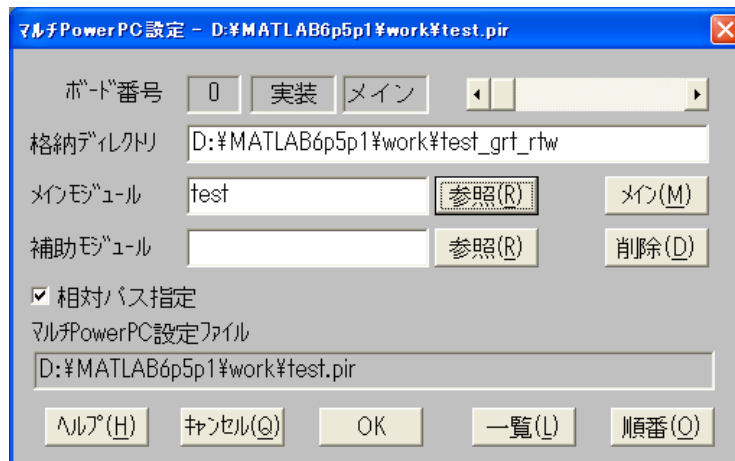 ﾏﾙﾁPowerPC設定 - D:¥MATLAB6p5p1¥work¥test.pir
ﾎﾞｰﾄﾞ番号 0 実装 メイン
格納ﾃﾞｨﾚｸﾄﾘ D:¥MATLAB6p5p1¥work¥test_grt_rtw
ﾒｲﾝﾓｼﾞｭｰﾙ test 参照(R) ﾒｲﾝ(M)
補助ﾓｼﾞｭｰﾙ 参照(R) 削除(D)
相対パス指定
ﾏﾙﾁPowerPC設定ﾌｧｲﾙ
D:¥MATLAB6p5p1¥work¥test.pir
ﾍﾙﾌﾟ(H) ｷｬﾝｾﾙ(Q) OK 一覧(L) 順番(O)